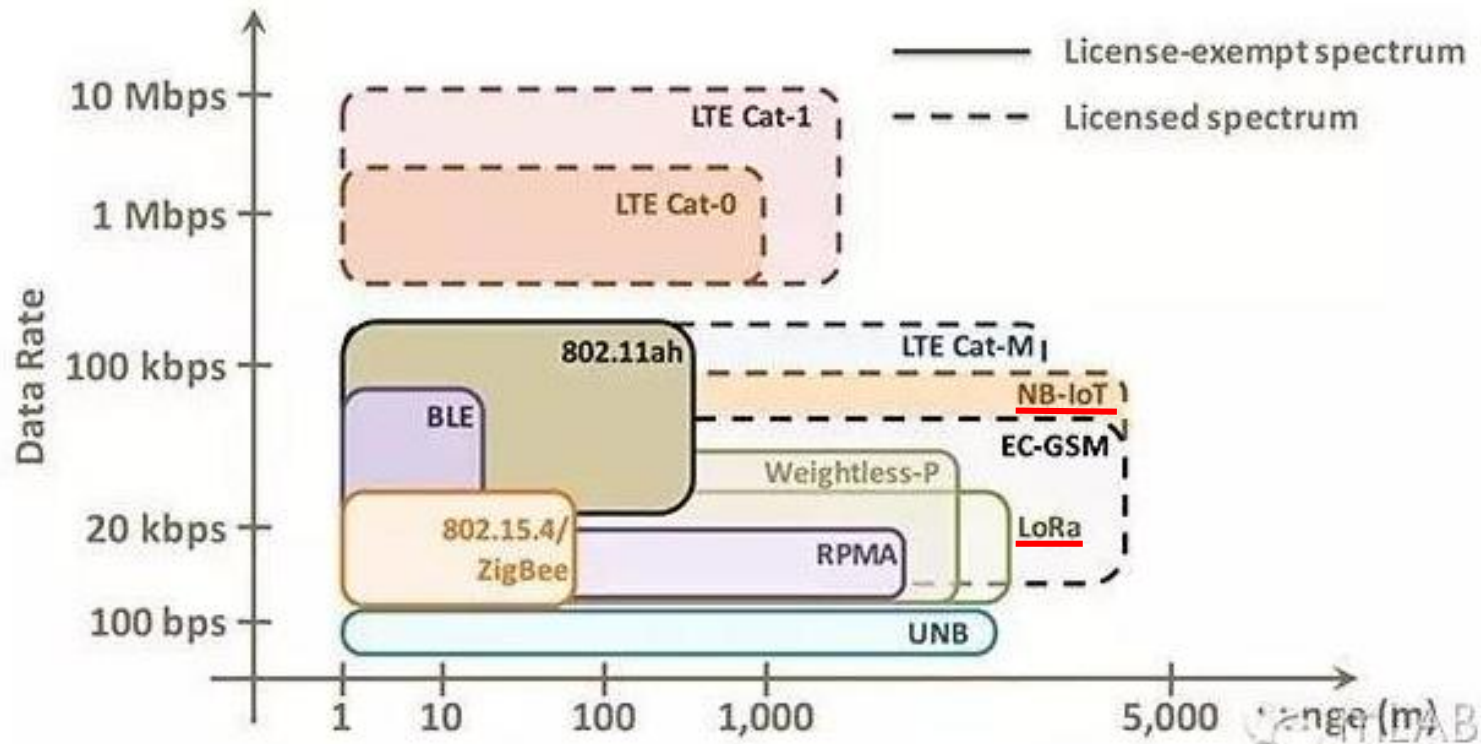 License-exempt spectrum
Licensed spectrum
10 Mbps
LTE Cat-1
LTE Cat-0
1 Mbps
Data Rate
802.11ah
LTE Cat-M
100 kbps
NB-IoT
BLE
EC-GSM
Weightless-P
20 kbps
802.15.4/
ZigBee
LoRa
RPMA
100 bps
UNB
1 10 100 1,000 5,000 (m)